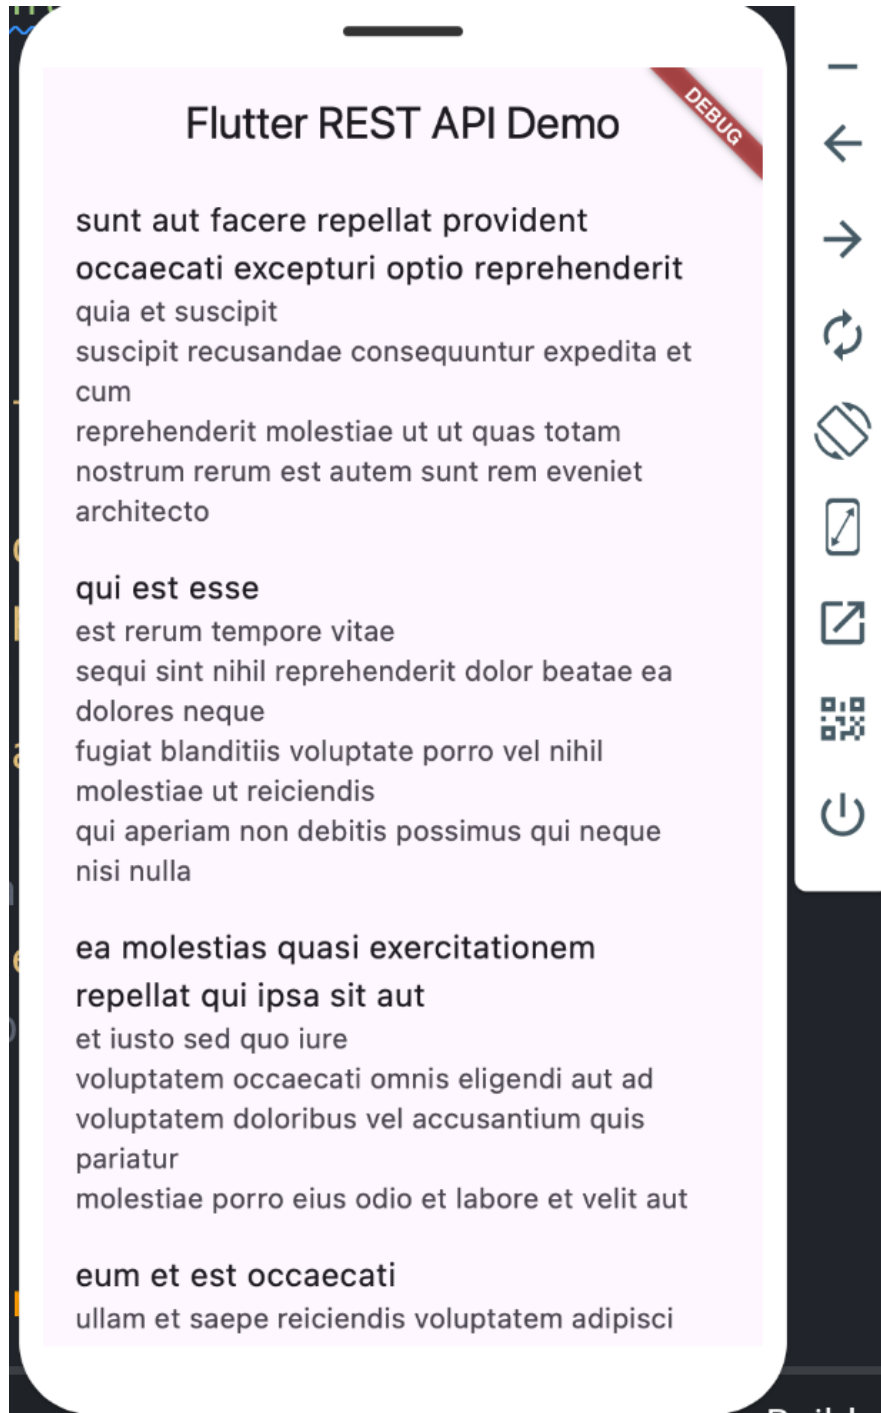 Flutter REST API Demo
DEBUG
sunt aut facere repellat provident
occaecati excepturi optio reprehenderit
quia et suscipit
suscipit recusandae consequuntur expedita et
cum
reprehenderit molestiae ut ut quas totam
nostrum rerum est autem sunt rem eveniet
architecto
qui est esse
est rerum tempore vitae
sequi sint nihil reprehenderit dolor beatae ea
dolores neque
fugiat blanditiis voluptate porro vel nihil
molestiae ut reiciendis
qui aperiam non debitis possimus qui neque
nisi nulla
ea molestias quasi exercitationem
repellat qui ipsa sit aut
et iusto sed quo iure
voluptatem occaecati omnis eligendi aut ad
voluptatem doloribus vel accusantium quis
pariatur
molestiae porro eius odio et labore et velit aut
eum et est occaecati
ullam et saepe reiciendis voluptatem adipisci